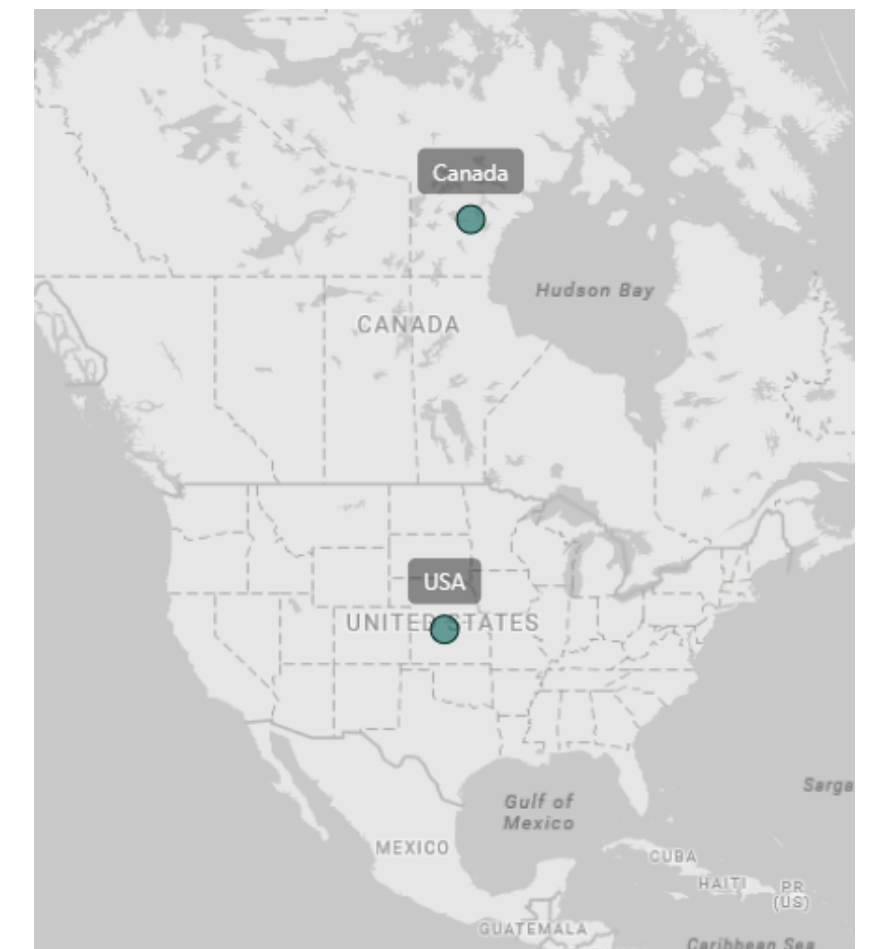 Canada
Hudson Bay
CANADA
USA
UNITED STATES
Gulf of
Mexico
Sarga
MEXICO
CUBA
HAITI
PR
(US)
GUATEMALA
Caribbean Sea